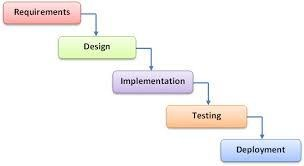 Requirements
Design
Implementation
Testing
Deployment